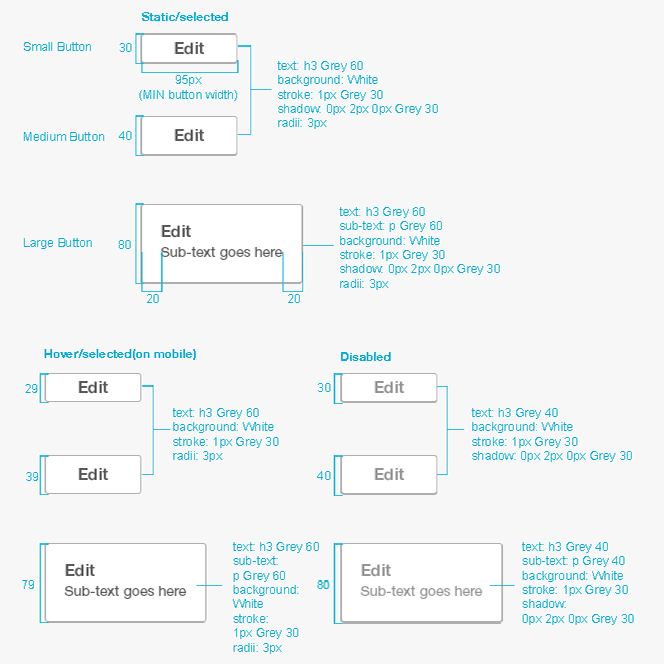 Static/selected
Small Button
30
Edit
95px
(MIN button width)
text: h3 Grey 60
background: White
stroke: 1px Grey 30
shadow: 0px 2px 0px Grey 30
radii: 3px
Medium Button
40
Edit
Large Button
80
Edit
Sub-text goes here
20
20
text: h3 Grey 60
sub-text: p Grey 60
background: White
stroke: 1px Grey 30
shadow: 0px 2px 0px Grey 30
radii: 3px
Hover/selected(on mobile)
29
Edit
39
Edit
text: h3 Grey 60
background: White
stroke: 1px Grey 30
radii: 3px
79
Edit
Sub-text goes here
text: h3 Grey 60
sub-text:
p Grey 60
background:
White
stroke:
1px Grey 30
radii: 3px
Disabled
30
Edit
40
Edit
text: h3 Grey 40
background: White
stroke: 1px Grey 30
shadow: 0px 2px 0px Grey 30
80
Edit
Sub-text goes here
text: h3 Grey 40
sub-text: p Grey 40
background: White
stroke: 1px Grey 30
shadow:
0px 2px 0px Grey 30